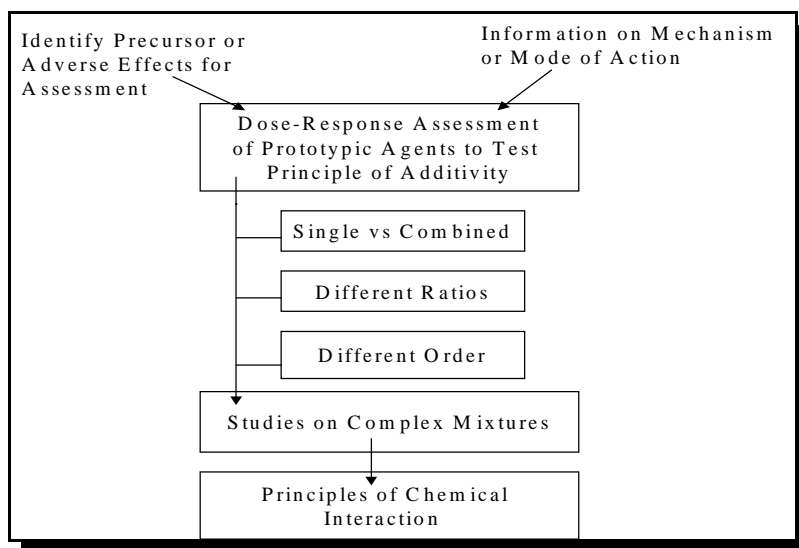 Identify Precursor or
Adverse Effects for
Assessment
Information on Mechanism
or Mode of Action
Dose-Response Assessment
of Prototypic Agents to Test
Principle of Additivity
Single vs Combined
Different Ratios
Different Order
Studies on Complex Mixtures
Principles of Chemical
Interaction